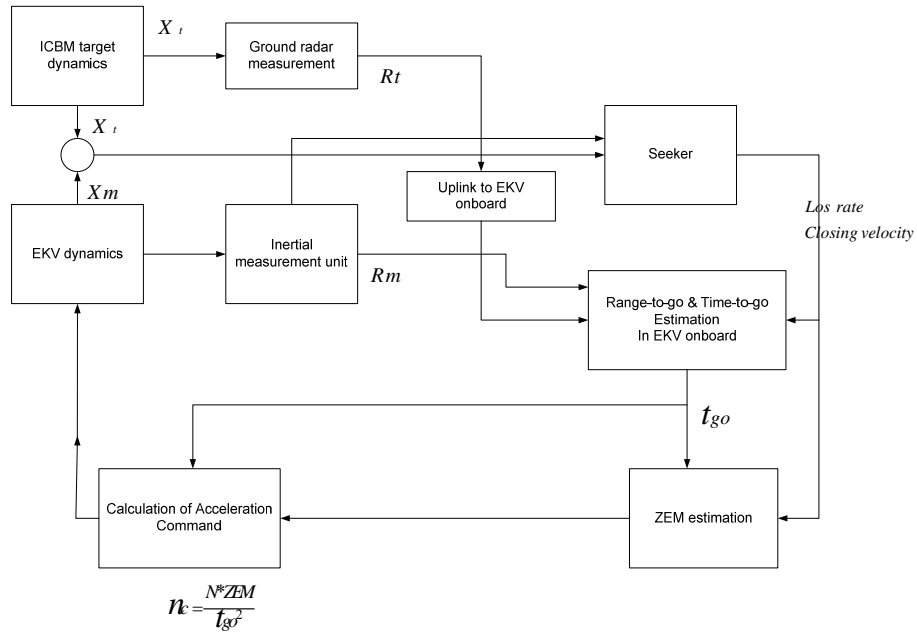 ICBM target
dynamics
X t
Ground radar
measurement
Rt
X t
Seeker
Uplink to EKV
onboard
Xm
Los rate
Closing velocity
EKV dynamics
Inertial
measurement unit
Rm
Range-to-go & Time-to-go
Estimation
In EKV onboard
tgo
Calculation of Acceleration
Command
ZEM estimation
nc = N*ZEM / tgo²